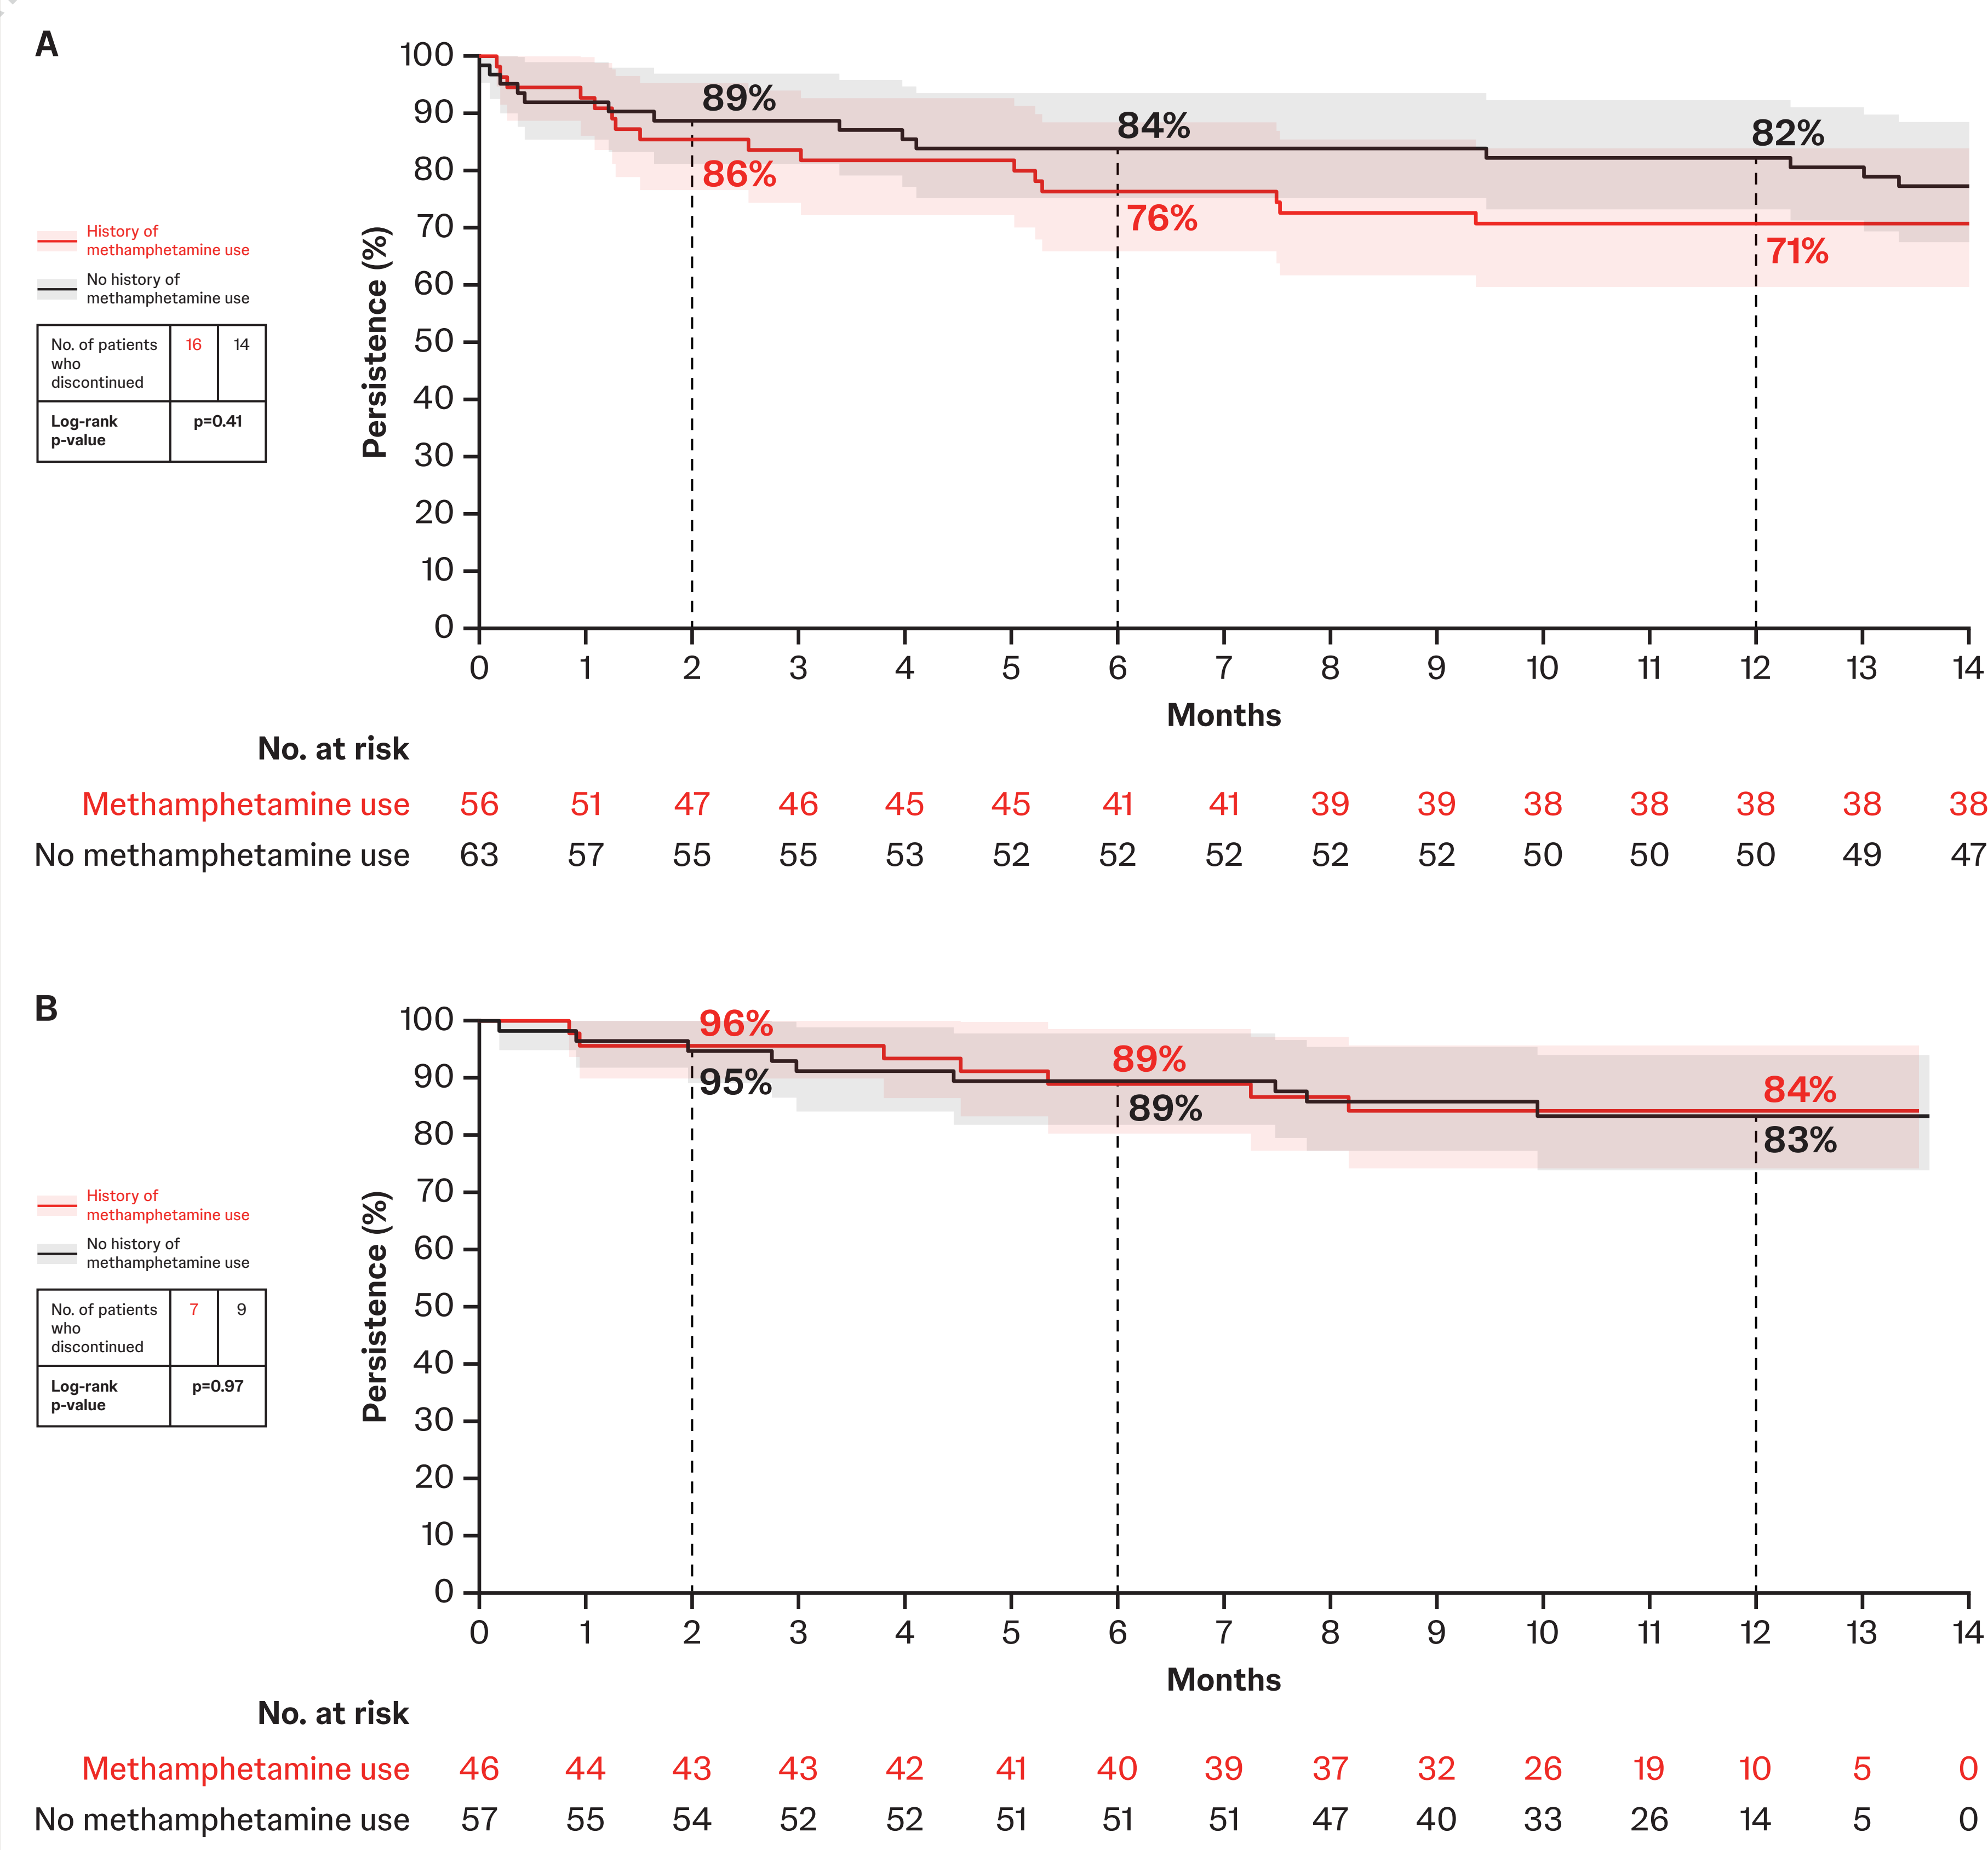 A
100
90
80
70
60
50
40
30
20
10
0
Persistence (%)
89%
84%
82%
86%
76%
71%
History of
methamphetamine use
No history of
methamphetamine use
No. of patients 16 14
who
discontinued
Log-rank p=0.41
p-value
0 1 2 3 4 5 6 7 8 9 10 11 12 13 14
Months
No. at risk
Methamphetamine use 56 51 47 46 45 45 41 41 39 39 38 38 38 38 38
No methamphetamine use 63 57 55 55 53 52 52 52 52 52 50 50 50 49 47
B
100
90
80
70
60
50
40
30
20
10
0
Persistence (%)
96%
89%
84%
95%
89%
83%
History of
methamphetamine use
No history of
methamphetamine use
No. of patients 7 9
who
discontinued
Log-rank p=0.97
p-value
0 1 2 3 4 5 6 7 8 9 10 11 12 13 14
Months
No. at risk
Methamphetamine use 46 44 43 43 42 41 40 39 37 32 26 19 10 5 0
No methamphetamine use 57 55 54 52 52 51 51 51 47 40 33 26 14 5 0